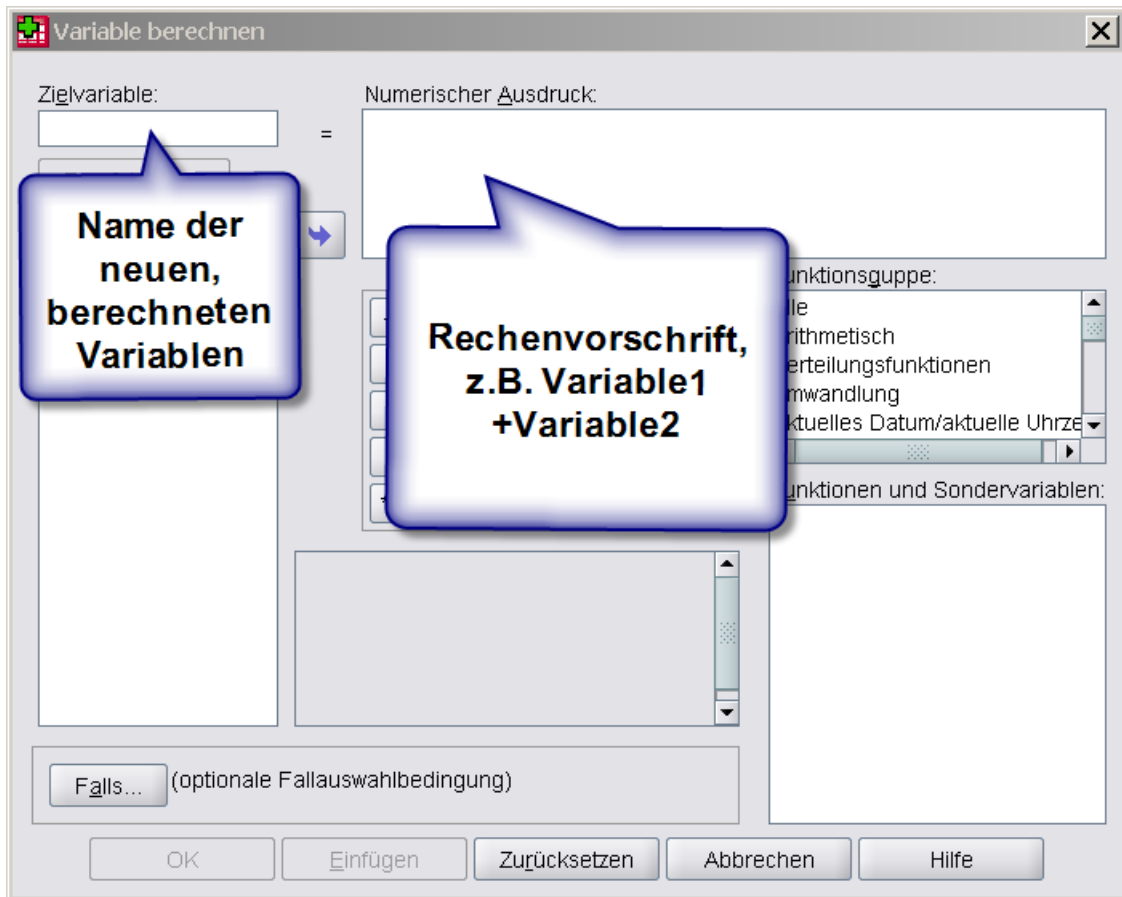 Variable berechnen
Zielvariable:
Numerischer Ausdruck:
=
Name der
neuen,
berechneten
Variablen
Rechenvorschrift,
z.B. Variable1
+Variable2
unktionsguppe:
lle
rithmetisch
erteilungsfunktionen
mwandlung
ktuelles Datum/aktuelle Uhrze
unktionen und Sondervariablen:
Falls...
(optionale Fallauswahlbedingung)
OK
Einfügen
Zurücksetzen
Abbrechen
Hilfe